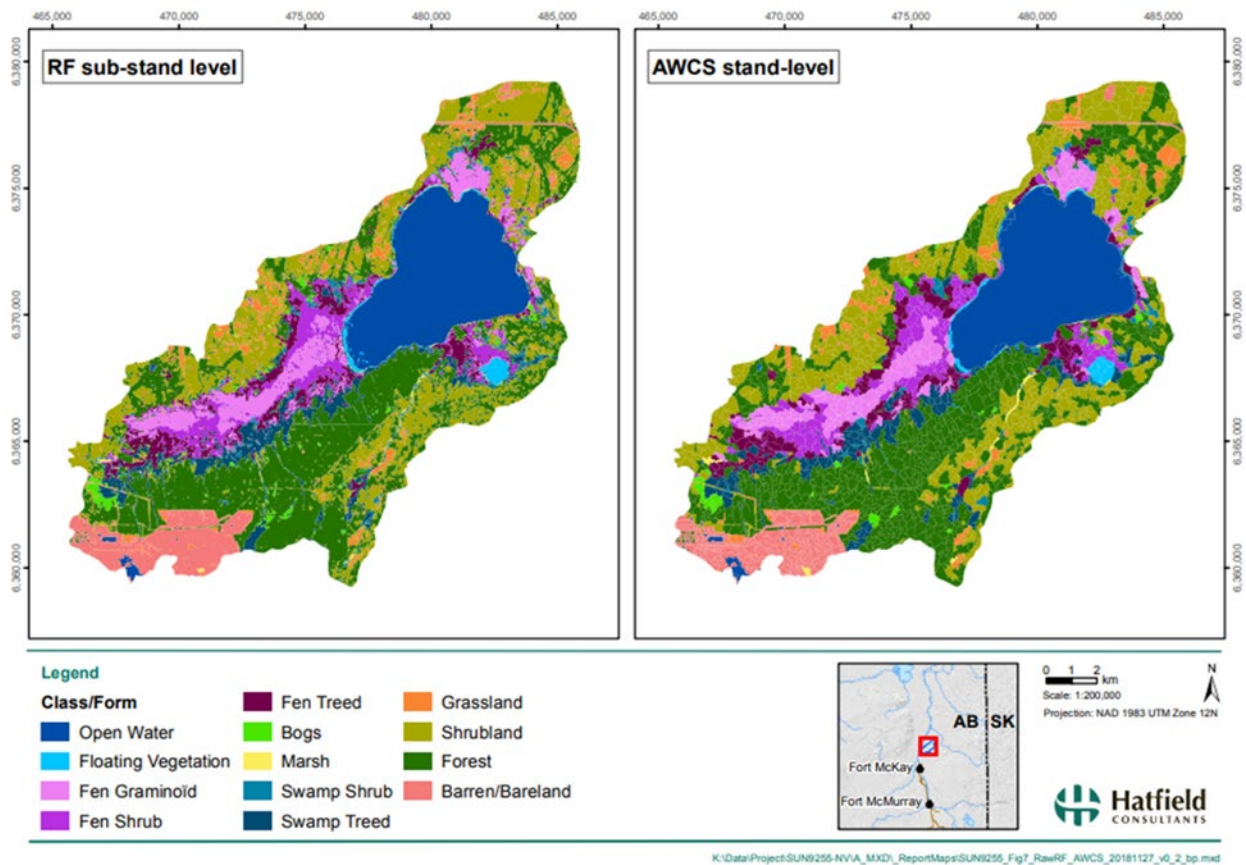 465,000 470,000 475,000 480,000 485,000 465,000 470,000 475,000 480,000 485,000
RF sub-stand level
AWCS stand-level
6,380,000
6,375,000
6,370,000
6,365,000
6,360,000
6,380,000
6,375,000
6,370,000
6,365,000
6,360,000
Legend
Class/Form
Open Water
Floating Vegetation
Fen Graminoïd
Fen Shrub
Fen Treed
Bogs
Marsh
Swamp Shrub
Swamp Treed
Grassland
Shrubland
Forest
Barren/Bareland
AB SK
Fort McKay
Fort McMurray
0 1 2
km
Scale: 1:200,000
Projection: NAD 1983 UTM Zone 12N
N
Hatfield
CONSULTANTS
K:\Data\Project\SUN9255-NV\A_MXD\_ReportMaps\SUN9255_Fig7_RawRF_AWCS_20181127_v0_2_bp.mxd